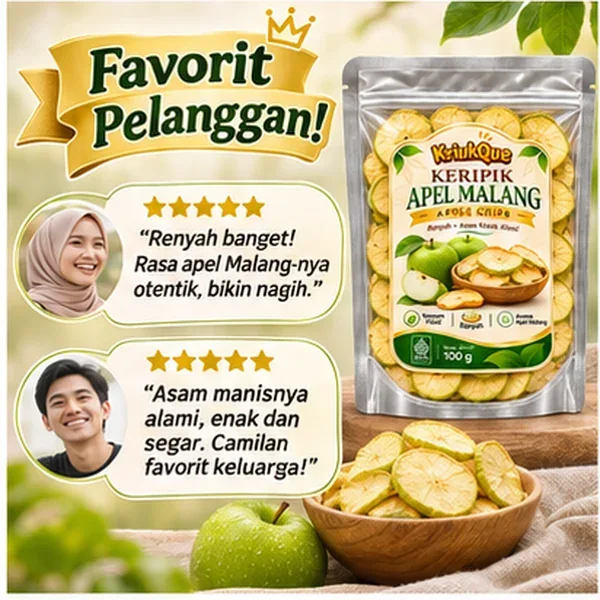 Favorit
Pelanggan!
"Renyah banget!
Rasa apel Malang-nya
otentik, bikin nagih."
"Asam manisnya
alami, enak dan
segar. Camilan
favorit keluarga!"
KriukQue
KERIPIK
APEL MALANG
100 g